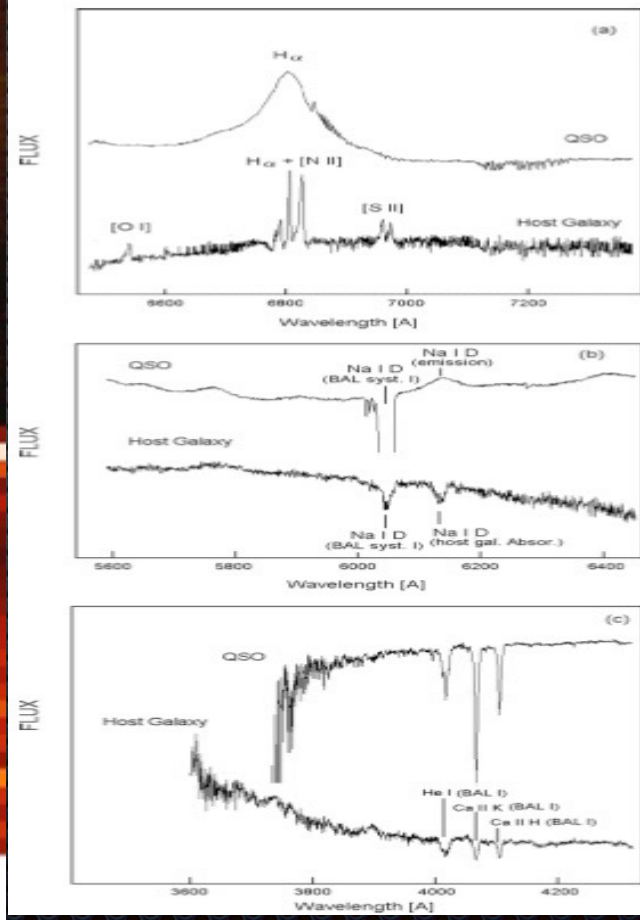 (a)
Hα
QSO
FLUX
Hα + [N II]
[O I]
[S II]
Host Galaxy
6600 6800 7000 7200
Wavelength [A]
(b)
QSO
Na I D
(BAL syst. I)
Na I D
(emission)
FLUX
Host Galaxy
Na I D
(BAL syst. I)
Na I D
(host gal. Absor.)
5600 5800 6000 6200 6400
Wavelength [A]
(c)
QSO
FLUX
Host Galaxy
He I (BAL I)
Ca II K (BAL I)
Ca II H (BAL I)
3600 3800 4000 4200
Wavelength [A]